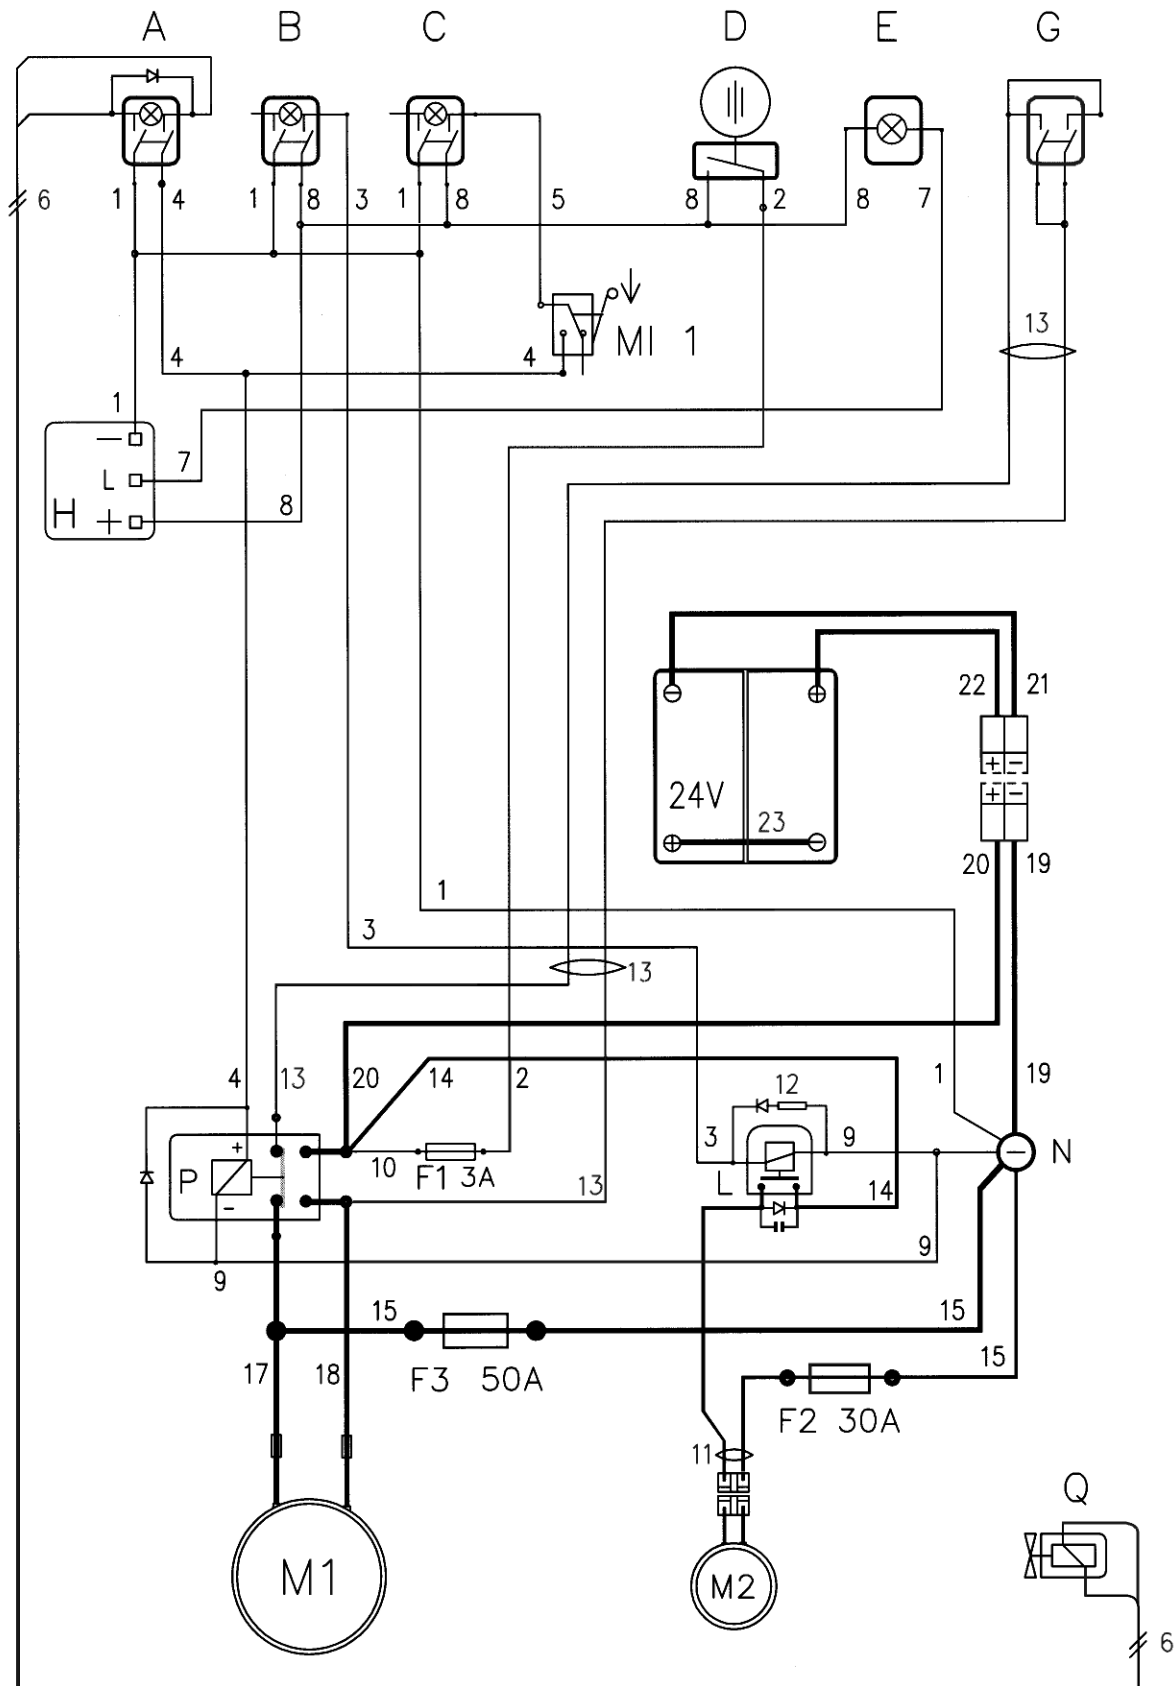 A B C D E G
6 1 4 1 8 3 1 8 5 8 2 8 7
13
MI 1
4 4
1
−
7
L
H + 8
22 21
+ −
24V + −
23
20 19
1
3
13
4 13 20 14 2 12 1 19
+ 3 9
P 10 F1 3A L N
− 13 14
9 9
15 15
17 18 F3 50A 15
F2 30A
11
Q
M1 M2
6